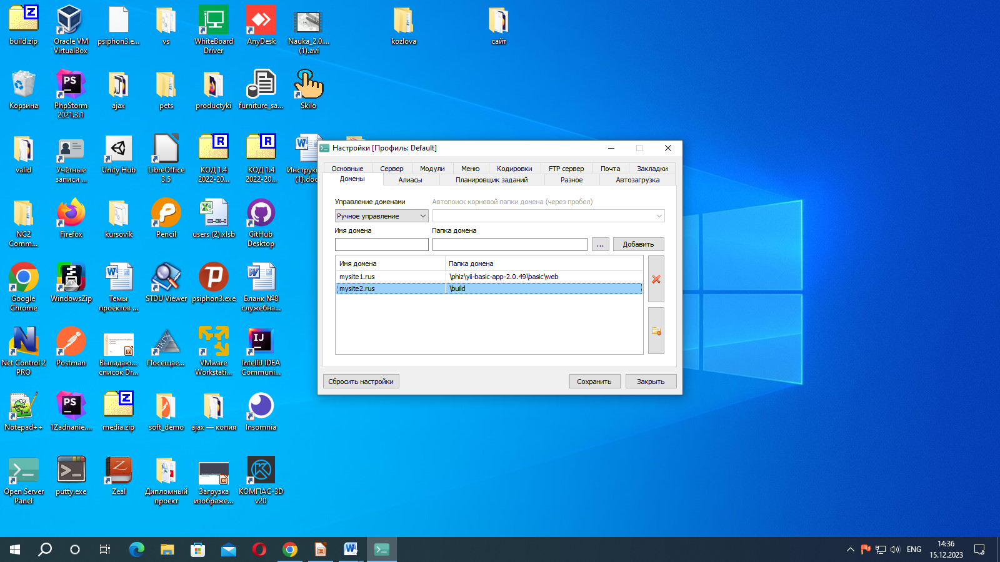 build.zip
Oracle VM
VirtualBox
psiphon3.e...
vs
WhiteBoard
Driver
AnyDesk
Nauka_2.0....
(1).avi
kozlova
сайт
Корзина
PhpStorm
2021.3.1
ajax
pets
productyki
furniture_sa...
Skilo
valid
Учётные
записи ...
Unity Hub
LibreOffice
3.5
КОД 1.4
2022-20...
КОД 1.4
2022-20...
Инструкц
(1).doc
NC2
Comm...
Firefox
kursovik
Pencil
users (2).xlsb
GitHub
Desktop
Google
Chrome
WindowsZip
Темы
проектов ...
STDU Viewer
psiphon3.exe
Бланк №8
служебна...
Net Control 2
PRO
Postman
Выпадаю...
список Dr...
Посещае...
VMware
Workstati...
IntelliJ IDEA
Communi...
Notepad++
1Zadnanie....
media.zip
soft_demo
ajax — копия
Insomnia
Open Server
Panel
putty.exe
Zeal
Дипломный
проект
Загрузка
изображе...
КОМПАС-3D
v20
Настройки [Профиль: Default]
Основные Сервер Модули Меню Кодировки FTP сервер Почта Закладки
Домены Алиасы Планировщик заданий Разное Автозагрузка
Управление доменами Автопоиск корневой папки домена (через пробел)
Ручное управление
Имя домена Папка домена
... Добавить
Имя домена Папка домена
mysite1.rus \phiz\yii-basic-app-2.0.49\basic\web
mysite2.rus \build
Сбросить настройки Сохранить Закрыть
ENG
14:36
15.12.2023